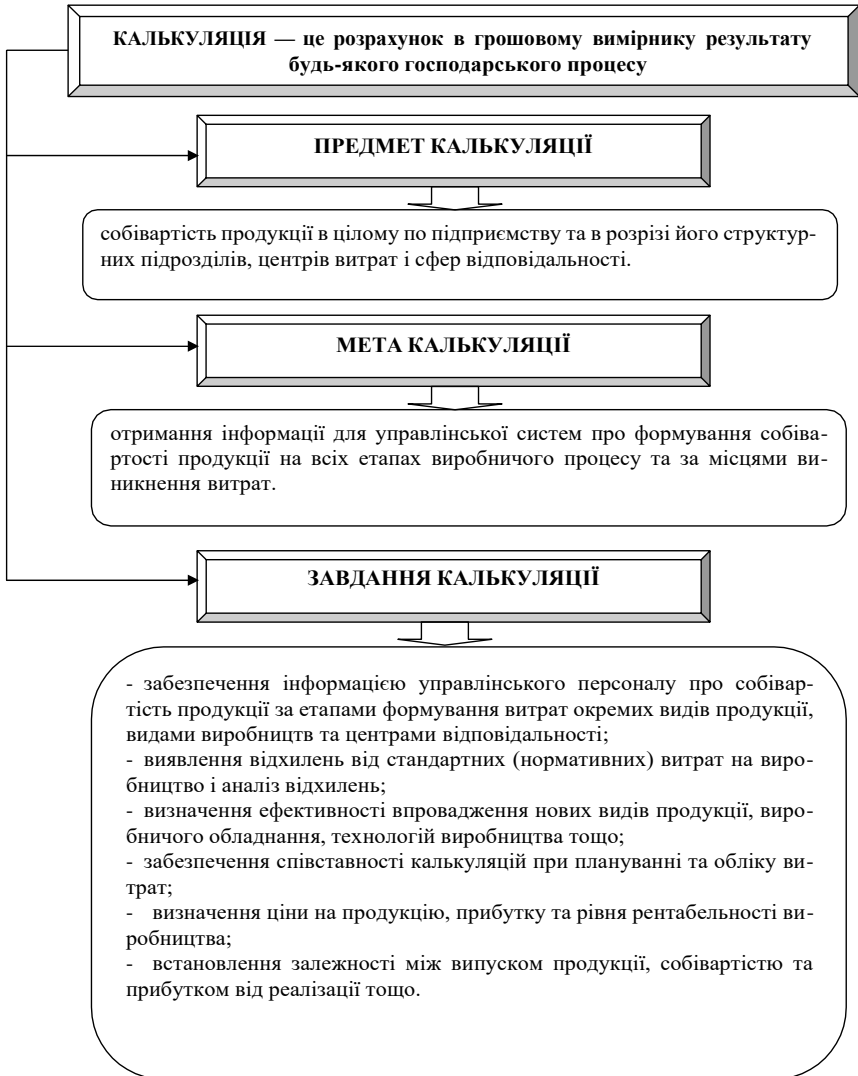 КАЛЬКУЛЯЦІЯ — це розрахунок в грошовому вимірнику результату
будь-якого господарського процесу
ПРЕДМЕТ КАЛЬКУЛЯЦІЇ
собівартість продукції в цілому по підприємству та в розрізі його структур-
них підрозділів, центрів витрат і сфер відповідальності.
МЕТА КАЛЬКУЛЯЦІЇ
отримання інформації для управлінської систем про формування собіва-
ртості продукції на всіх етапах виробничого процесу та за місцями ви-
никнення витрат.
ЗАВДАННЯ КАЛЬКУЛЯЦІЇ
- забезпечення інформацією управлінського персоналу про собівар-
тість продукції за етапами формування витрат окремих видів продукції,
видами виробництв та центрами відповідальності;
- виявлення відхилень від стандартних (нормативних) витрат на виро-
бництво і аналіз відхилень;
- визначення ефективності впровадження нових видів продукції, виро-
бничого обладнання, технологій виробництва тощо;
- забезпечення співставності калькуляцій при плануванні та обліку ви-
трат;
- визначення ціни на продукцію, прибутку та рівня рентабельності ви-
робництва;
- встановлення залежності між випуском продукції, собівартістю та
прибутком від реалізації тощо.